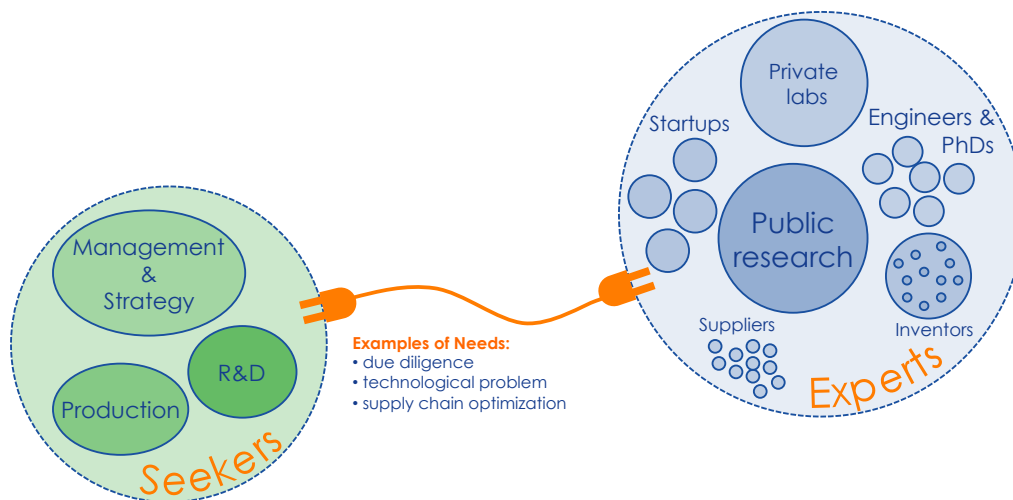 Management
&
Strategy
R&D
Production
Seekers
Examples of Needs:
• due diligence
• technological problem
• supply chain optimization
Private
labs
Startups
Engineers &
PhDs
Public
research
Suppliers
Inventors
Experts